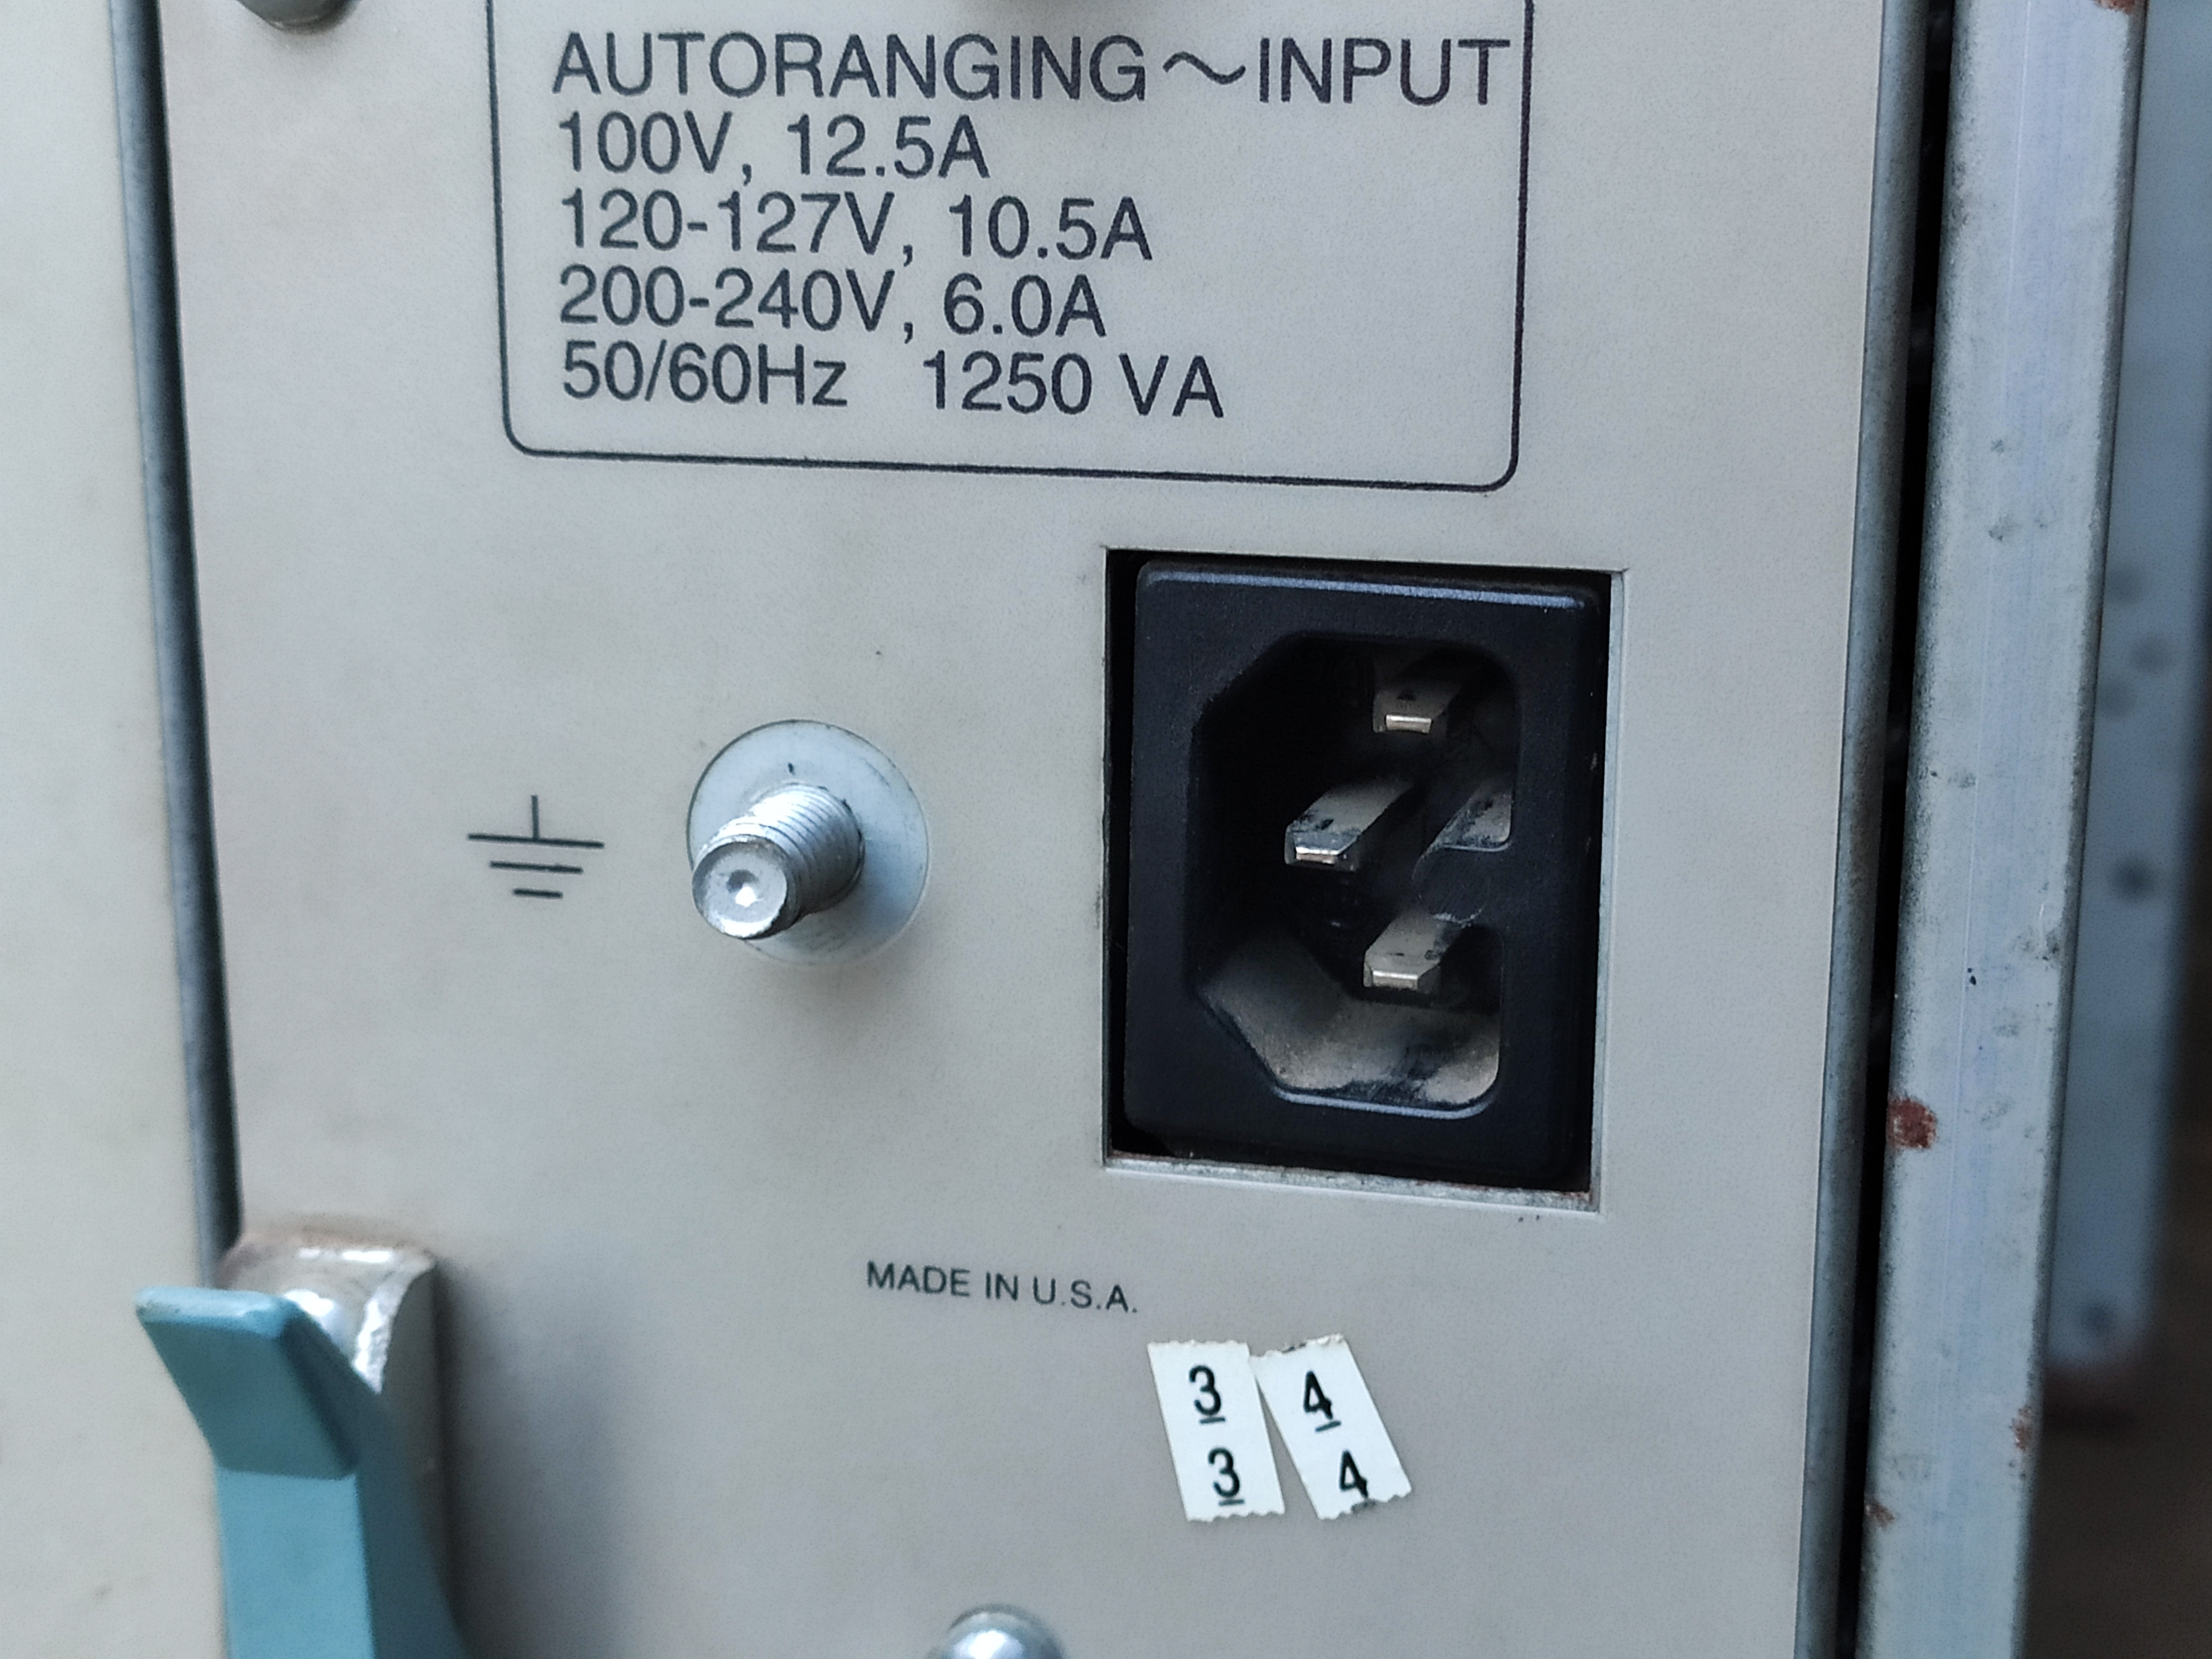 AUTORANGING ~ INPUT
100V, 12.5A
120-127V, 10.5A
200-240V, 6.0A
50/60Hz 1250 VA
MADE IN U.S.A.
3 4
3 4